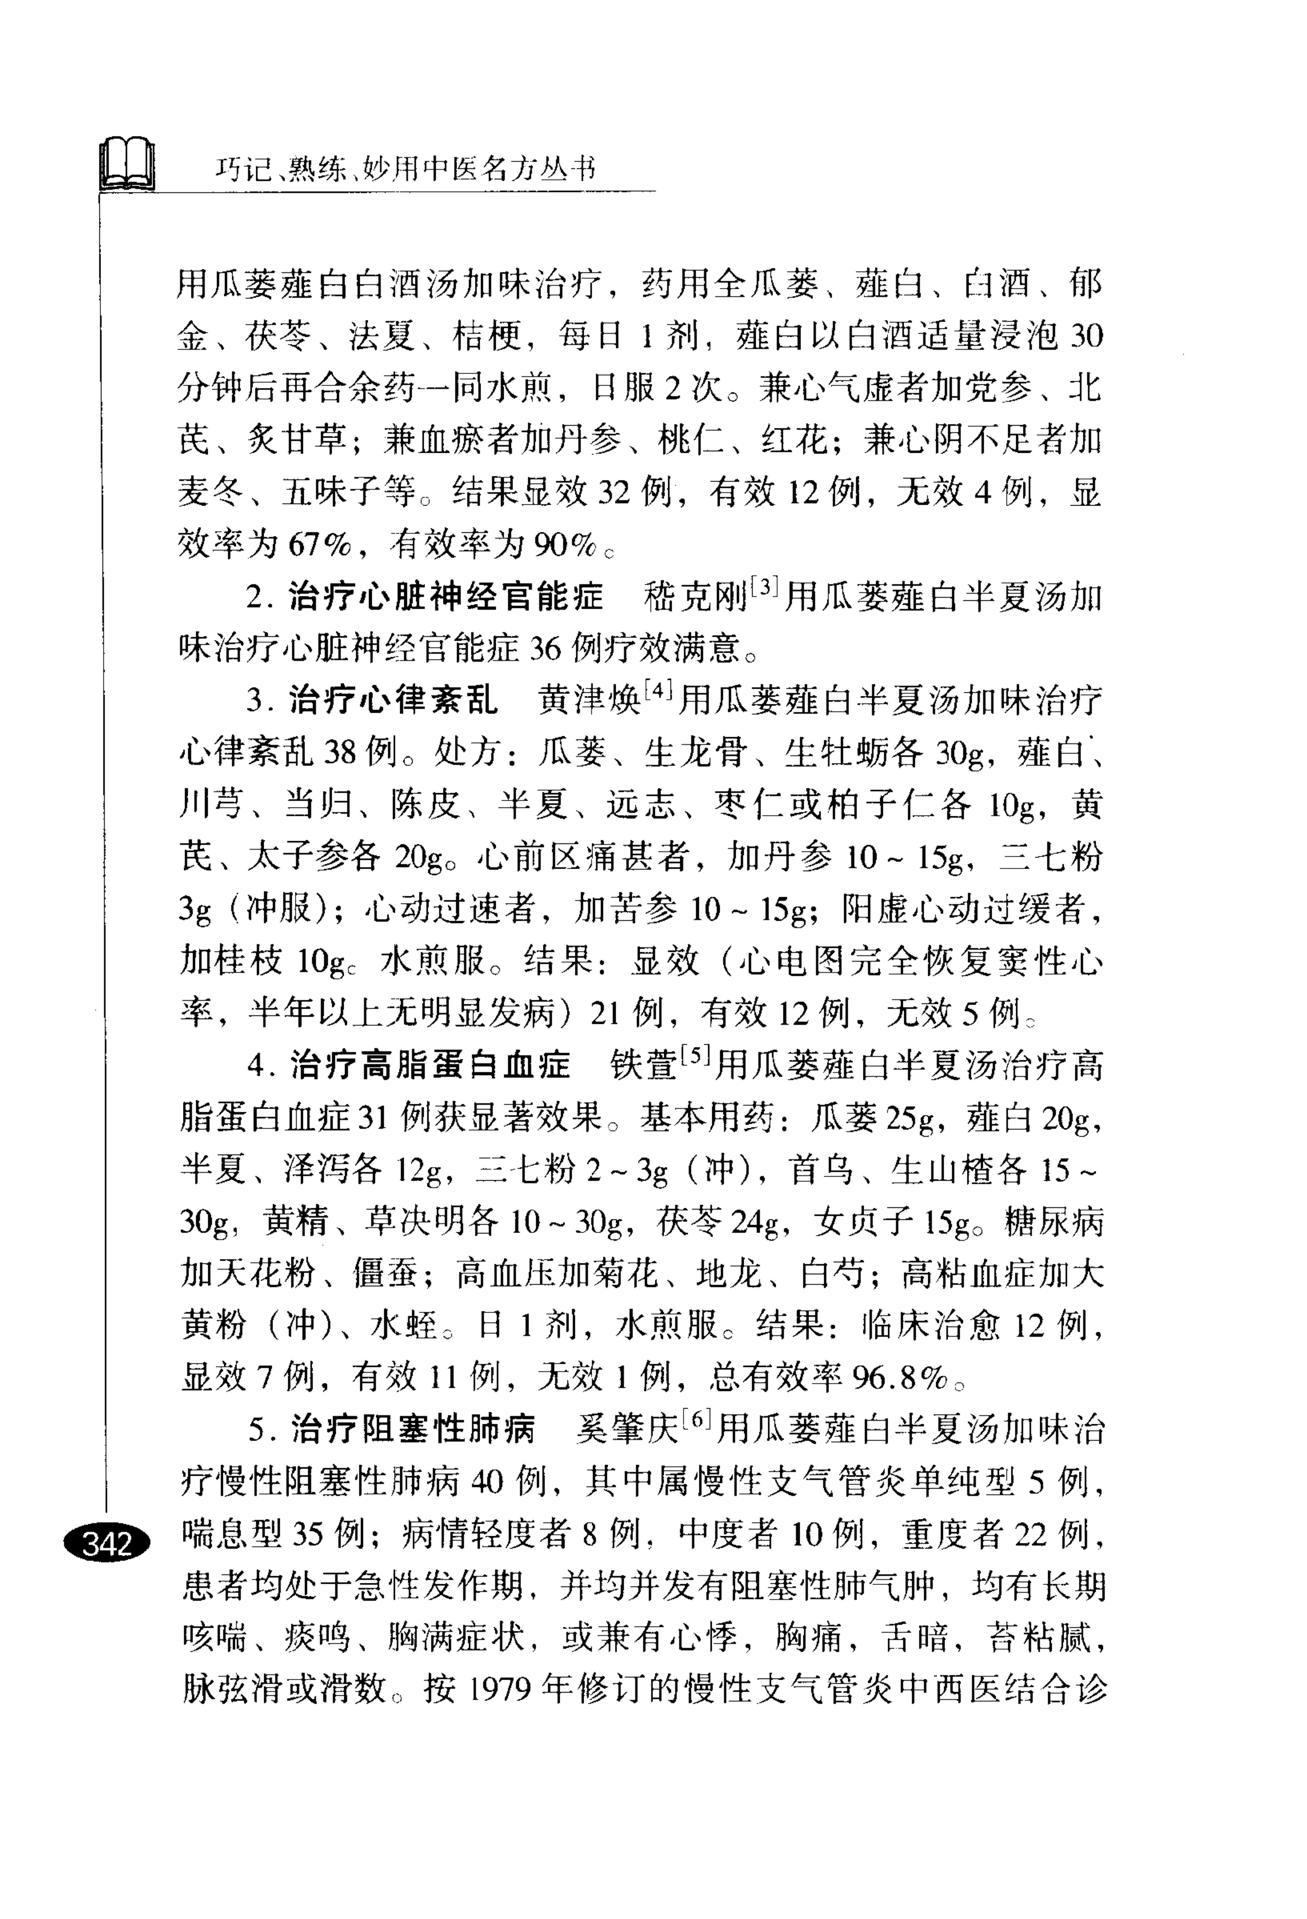 巧记、熟练、妙用中医名方丛书
用瓜蒌薤白白酒汤加味治疗，药用全瓜蒌、薤白、白酒、郁
金、茯苓、法夏、桔梗，每日 1 剂，薤白以白酒适量浸泡 30
分钟后再合余药一同水煎，日服 2 次。兼心气虚者加党参、北
芪、炙甘草；兼血瘀者加丹参、桃仁、红花；兼心阴不足者加
麦冬、五味子等。结果显效 32 例，有效 12 例，无效 4 例，显
效率为 67%，有效率为 90%。
2. 治疗心脏神经官能症 嵇克刚[3]用瓜蒌薤白半夏汤加
味治疗心脏神经官能症 36 例疗效满意。
3. 治疗心律紊乱 黄津焕[4]用瓜蒌薤白半夏汤加味治疗
心律紊乱 38 例。处方：瓜蒌、生龙骨、生牡蛎各 30g，薤白、
川芎、当归、陈皮、半夏、远志、枣仁或柏子仁各 10g，黄
芪、太子参各 20g。心前区痛甚者，加丹参 10～15g，三七粉
3g（冲服）；心动过速者，加苦参 10～15g；阳虚心动过缓者，
加桂枝 10g。水煎服。结果：显效（心电图完全恢复窦性心
率，半年以上无明显发病）21 例，有效 12 例，无效 5 例。
4. 治疗高脂蛋白血症 铁萱[5]用瓜蒌薤白半夏汤治疗高
脂蛋白血症 31 例获显著效果。基本用药：瓜蒌 25g，薤白 20g，
半夏、泽泻各 12g，三七粉 2～3g（冲），首乌、生山楂各 15～
30g，黄精、草决明各 10～30g，茯苓 24g，女贞子 15g。糖尿病
加天花粉、僵蚕；高血压加菊花、地龙、白芍；高粘血症加大
黄粉（冲）、水蛭。日 1 剂，水煎服。结果：临床治愈 12 例，
显效 7 例，有效 11 例，无效 1 例，总有效率 96.8%。
5. 治疗阻塞性肺病 奚肇庆[6]用瓜蒌薤白半夏汤加味治
疗慢性阻塞性肺病 40 例，其中属慢性支气管炎单纯型 5 例，
喘息型 35 例；病情轻度者 8 例，中度者 10 例，重度者 22 例，
患者均处于急性发作期，并均并发有阻塞性肺气肿，均有长期
咳喘、痰鸣、胸满症状，或兼有心悸，胸痛，舌暗，苔粘腻，
脉弦滑或滑数。按 1979 年修订的慢性支气管炎中西医结合诊
342